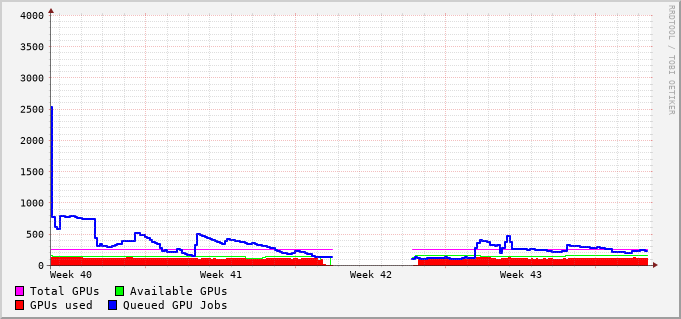 RRDTOOL / TOBI OETIKER
4000
3500
3000
2500
2000
1500
1000
500
0
Week 40 Week 41 Week 42 Week 43
Total GPUs Available GPUs
GPUs used Queued GPU Jobs